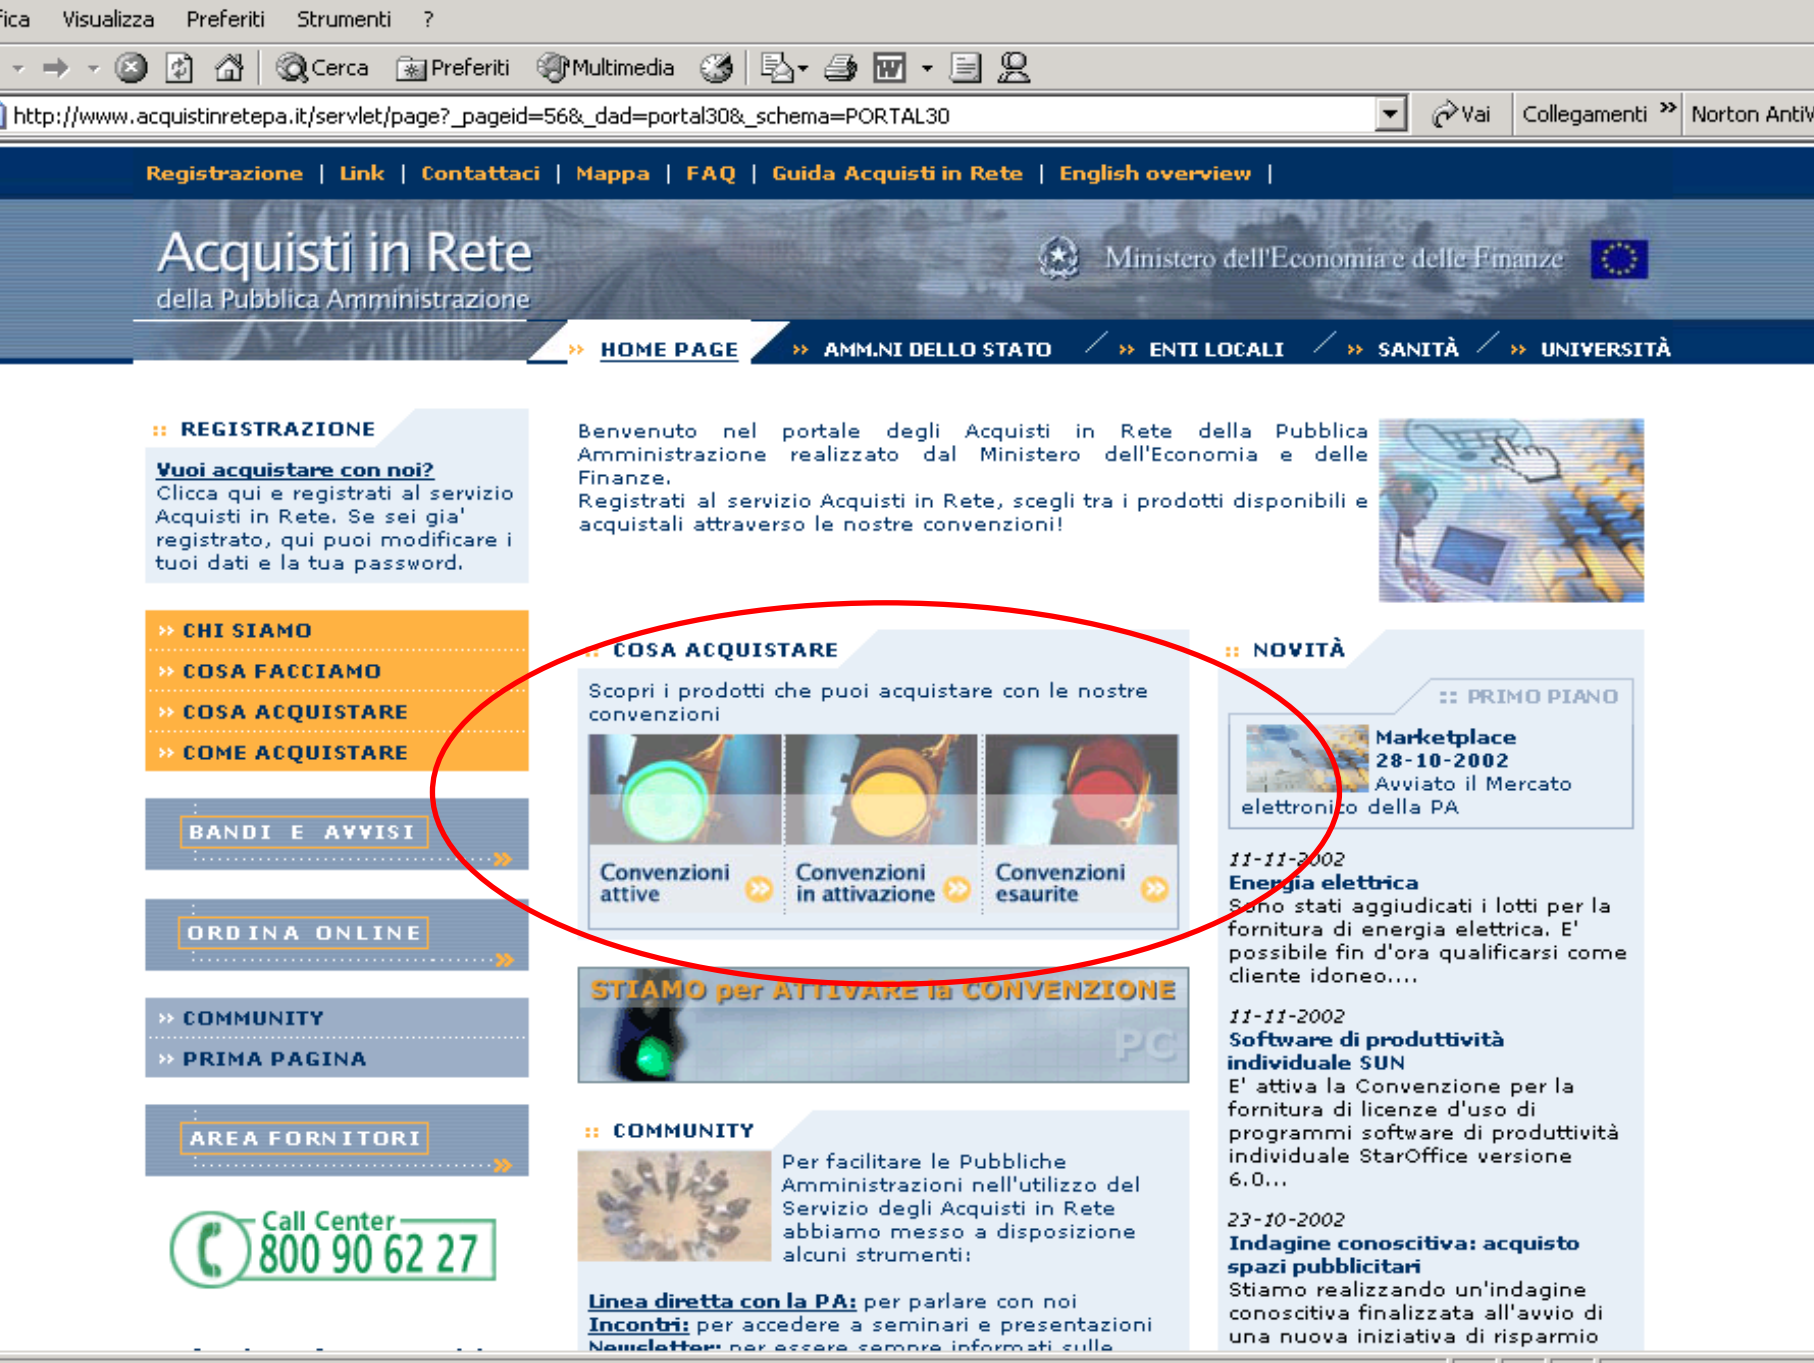 Visualizza Preferiti Strumenti ?
Cerca Preferiti Multimedia
http://www.acquistinretepa.it/servlet/page?_pageid=56&_dad=portal30&_schema=PORTAL30 Vai Collegamenti » Norton
Registrazione | Link | Contattaci | Mappa | FAQ | Guida Acquisti in Rete | English overview |
Acquisti in Rete
della Pubblica Amministrazione
Ministero dell'Economia e delle Finanze
» HOME PAGE » AMM.NI DELLO STATO » ENTI LOCALI » SANITÀ » UNIVERSITÀ
:: REGISTRAZIONE
Vuoi acquistare con noi?
Clicca qui e registrati al servizio
Acquisti in Rete. Se sei gia'
registrato, qui puoi modificare i
tuoi dati e la tua password.
» CHI SIAMO
» COSA FACCIAMO
» COSA ACQUISTARE
» COME ACQUISTARE
BANDI E AVVISI
»
ORDINA ONLINE
»
» COMMUNITY
» PRIMA PAGINA
AREA FORNITORI
»
Call Center
800 90 62 27
Benvenuto nel portale degli Acquisti in Rete della Pubblica
Amministrazione realizzato dal Ministero dell'Economia e delle
Finanze.
Registrati al servizio Acquisti in Rete, scegli tra i prodotti disponibili e
acquistali attraverso le nostre convenzioni!
:: COSA ACQUISTARE
Scopri i prodotti che puoi acquistare con le nostre
convenzioni
Convenzioni
attive »
Convenzioni
in attivazione »
Convenzioni
esaurite »
STIAMO per ATTIVARE la CONVENZIONE
PC
:: COMMUNITY
Per facilitare le Pubbliche
Amministrazioni nell'utilizzo del
Servizio degli Acquisti in Rete
abbiamo messo a disposizione
alcuni strumenti:
Linea diretta con la PA: per parlare con noi
Incontri: per accedere a seminari e presentazioni
Newsletter: per essere sempre informati sulle
:: NOVITÀ
:: PRIMO PIANO
Marketplace
28-10-2002
Avviato il Mercato
elettronico della PA
11-11-2002
Energia elettrica
Sono stati aggiudicati i lotti per la
fornitura di energia elettrica. E'
possibile fin d'ora qualificarsi come
cliente idoneo....
11-11-2002
Software di produttività
individuale SUN
E' attiva la Convenzione per la
fornitura di licenze d'uso di
programmi software di produttività
individuale StarOffice versione
6.0...
23-10-2002
Indagine conoscitiva: acquisto
spazi pubblicitari
Stiamo realizzando un'indagine
conoscitiva finalizzata all'avvio di
una nuova iniziativa di risparmio